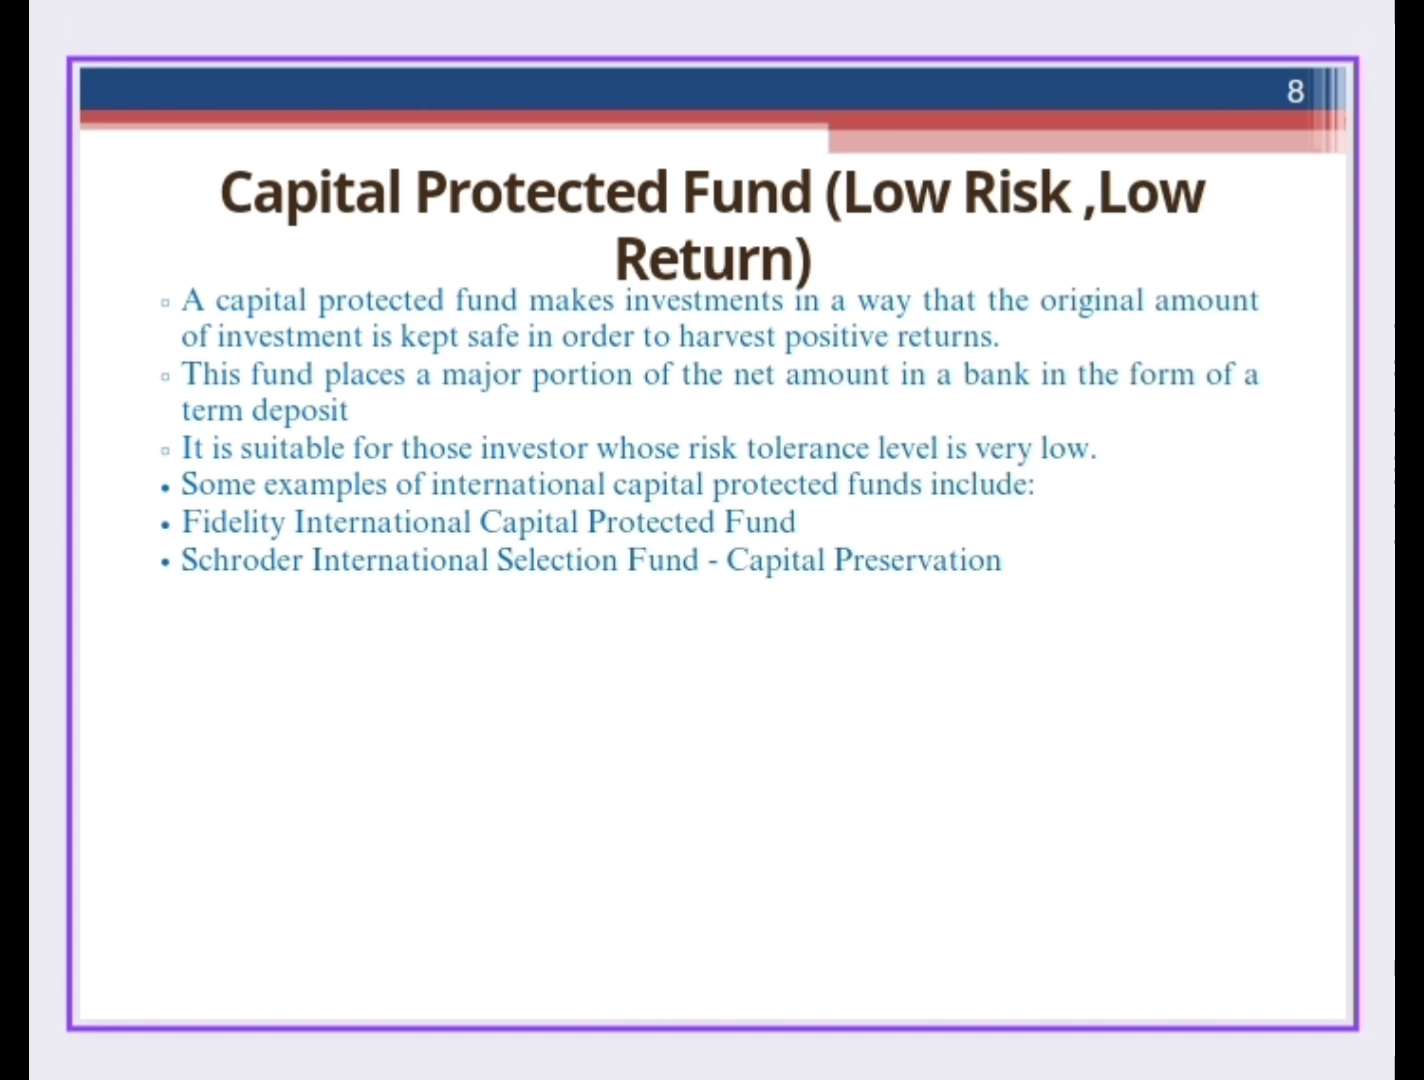 8
Capital Protected Fund (Low Risk ,Low
Return)
▫ A capital protected fund makes investments in a way that the original amount
of investment is kept safe in order to harvest positive returns.
▫ This fund places a major portion of the net amount in a bank in the form of a
term deposit
▫ It is suitable for those investor whose risk tolerance level is very low.
• Some examples of international capital protected funds include:
• Fidelity International Capital Protected Fund
• Schroder International Selection Fund - Capital Preservation